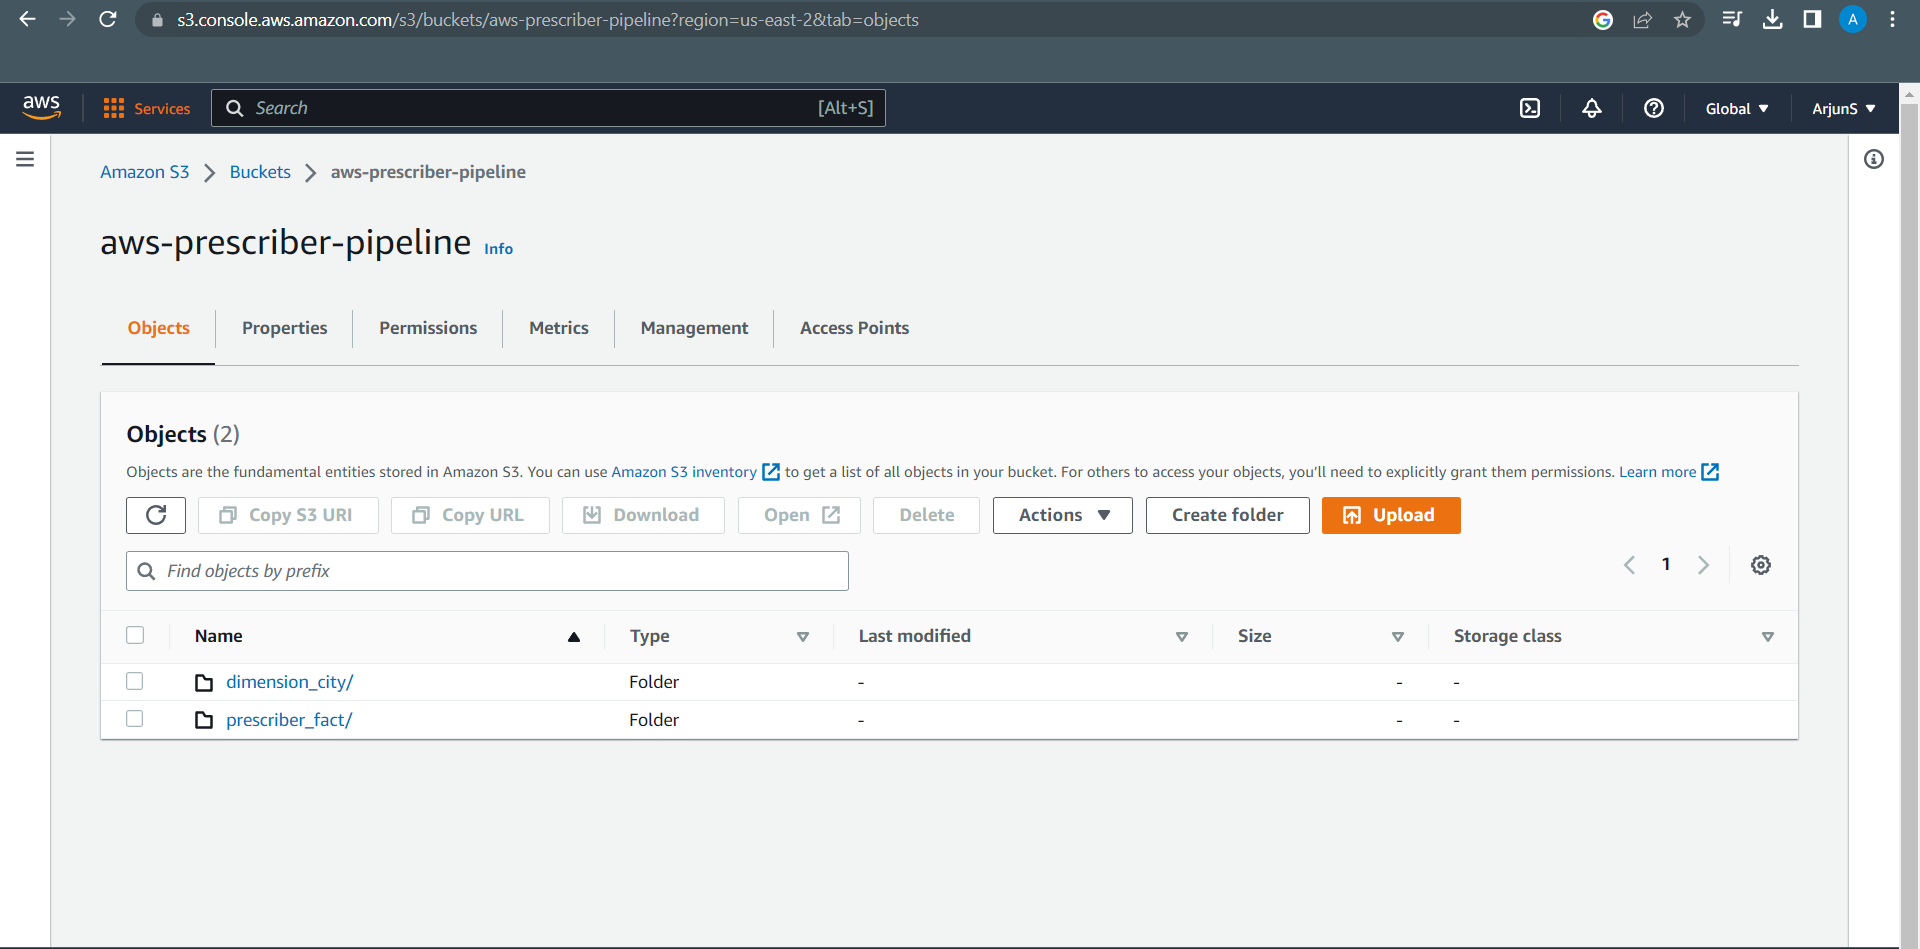 s3.console.aws.amazon.com/s3/buckets/aws-prescriber-pipeline?region=us-east-2&tab=objects
A
aws Services Search [Alt+S] Global ArjunS
Amazon S3 Buckets aws-prescriber-pipeline
aws-prescriber-pipeline Info
Objects Properties Permissions Metrics Management Access Points
Objects (2)
Objects are the fundamental entities stored in Amazon S3. You can use Amazon S3 inventory to get a list of all objects in your bucket. For others to access your objects, you'll need to explicitly grant them permissions. Learn more
Copy S3 URI Copy URL Download Open Delete Actions Create folder Upload
Find objects by prefix 1
Name Type Last modified Size Storage class
dimension_city/ Folder - - -
prescriber_fact/ Folder - - -